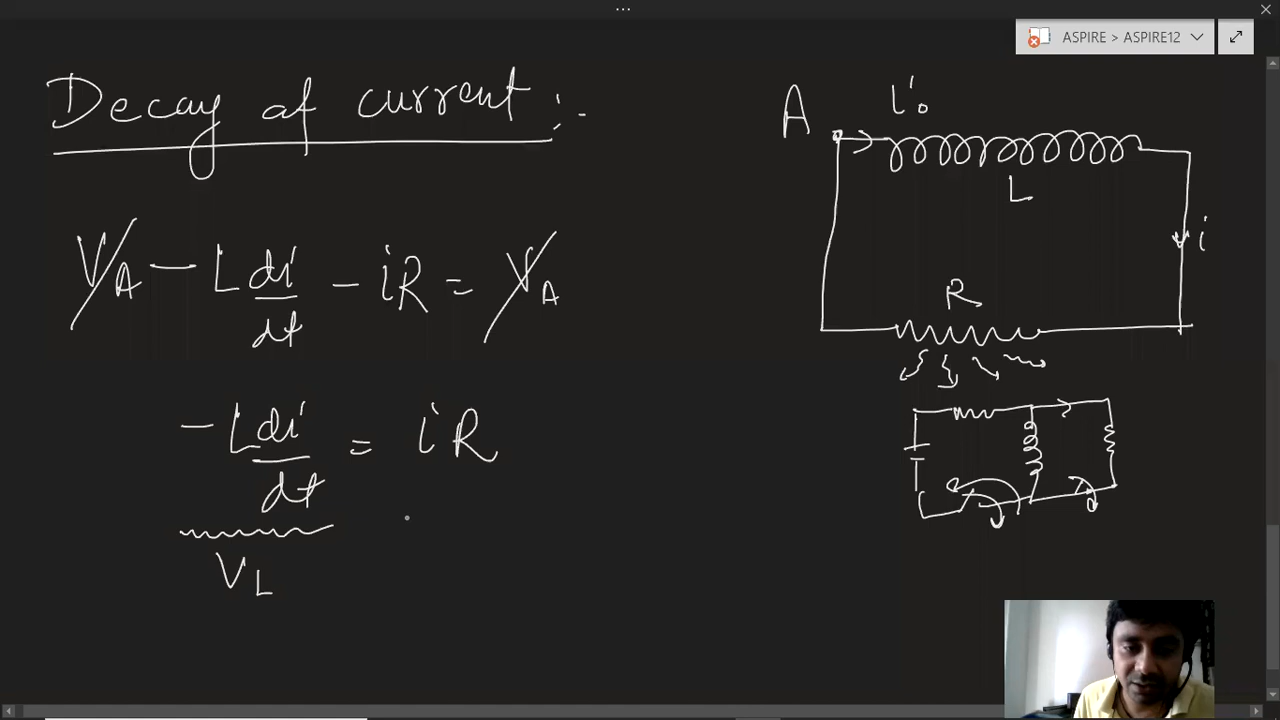 ...
ASPIRE > ASPIRE12
Decay of current :-
V_A - L di/dt - iR = V_A
- L di/dt = iR
V_L
A
i₀
L
i
R